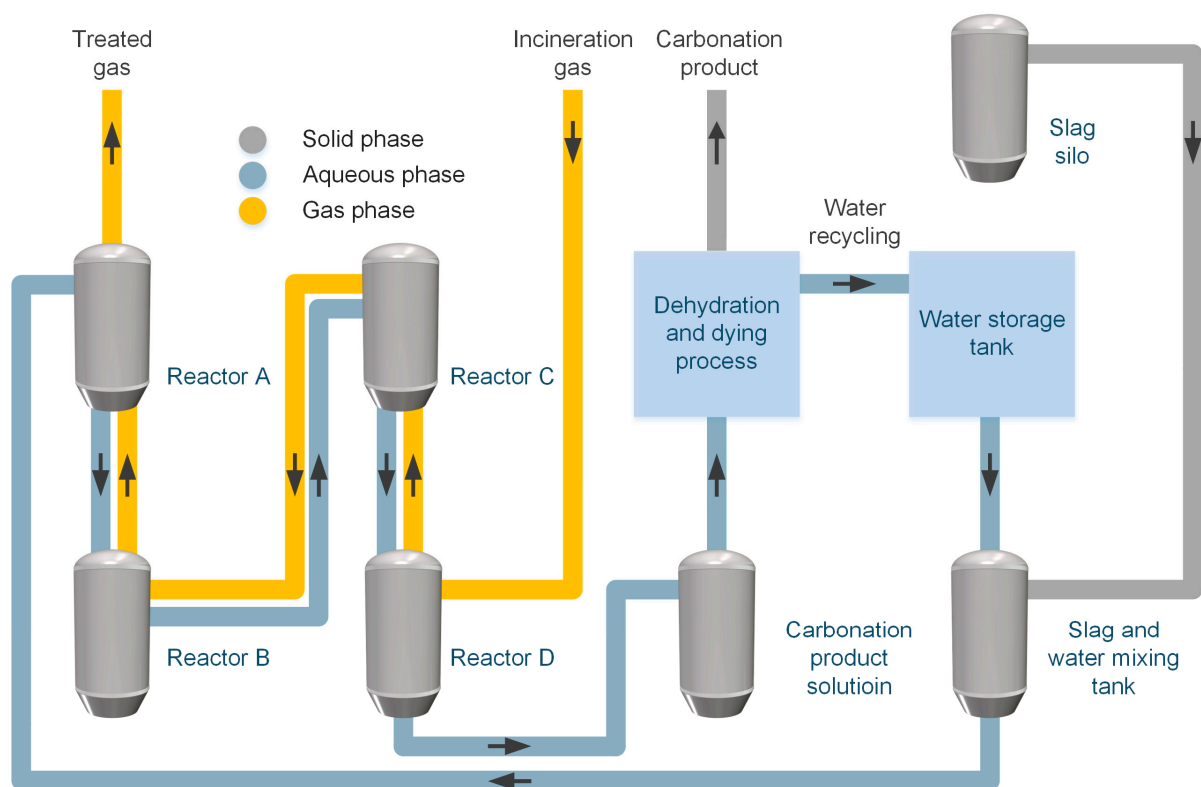 Treated
gas
Incineration
gas
Carbonation
product
Solid phase
Aqueous phase
Gas phase
Slag
silo
Water
recycling
Dehydration
and dying
process
Water storage
tank
Reactor A
Reactor C
Reactor B
Reactor D
Carbonation
product
solutioin
Slag and
water mixing
tank